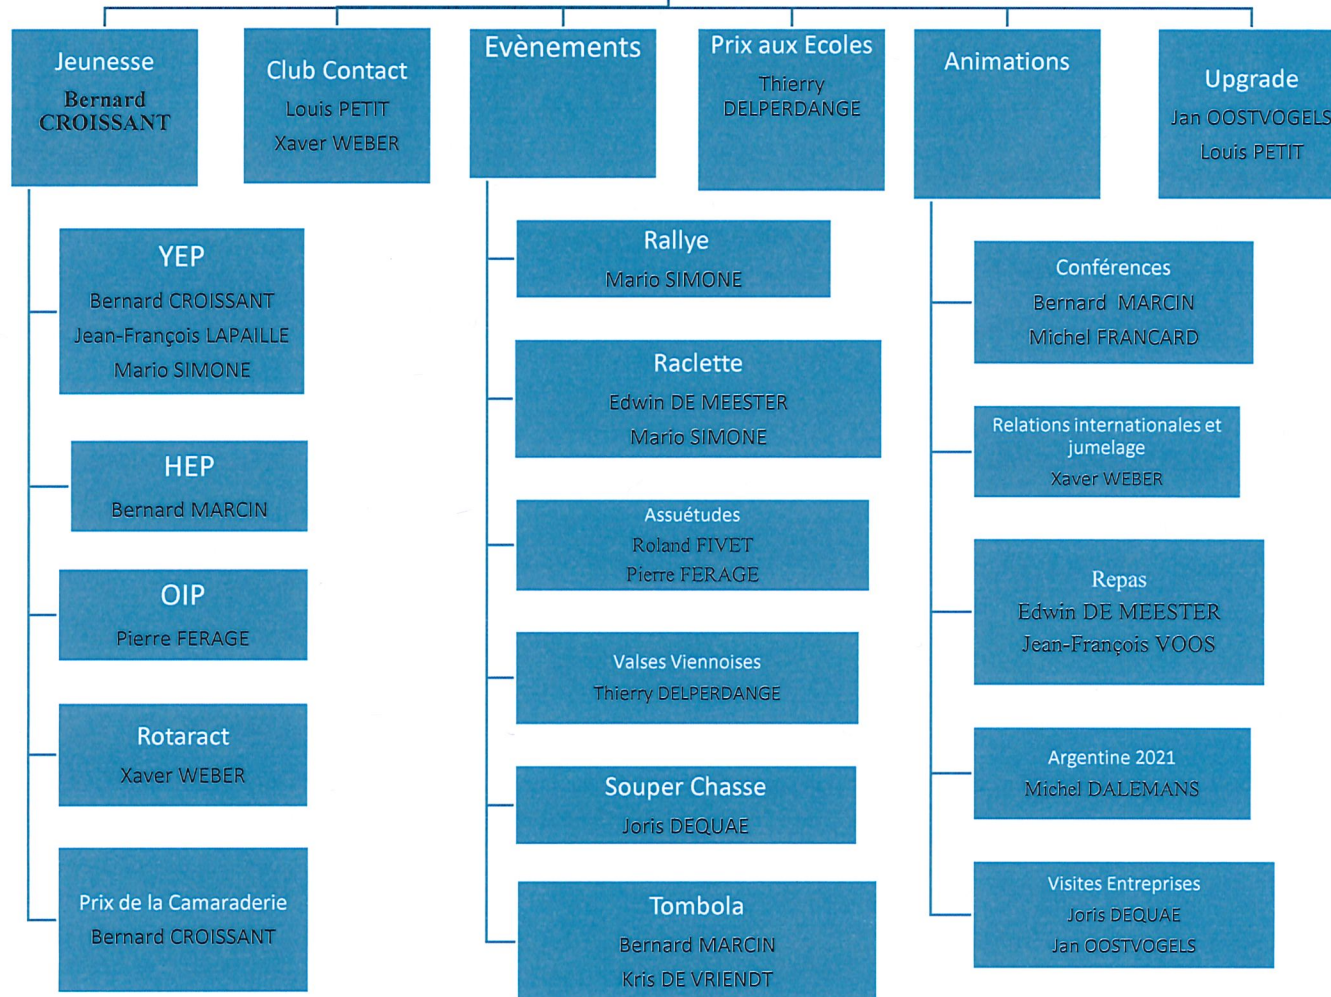 Jeunesse
Bernard
CROISSANT
Club Contact
Louis PETIT
Xaver WEBER
Evènements
Prix aux Ecoles
Thierry
DELPERDANGE
Animations
Upgrade
Jan OOSTVOGELS
Louis PETIT
YEP
Bernard CROISSANT
Jean-François LAPAILLE
Mario SIMONE
HEP
Bernard MARCIN
OIP
Pierre FERAGE
Rotaract
Xaver WEBER
Prix de la Camaraderie
Bernard CROISSANT
Rallye
Mario SIMONE
Raclette
Edwin DE MEESTER
Mario SIMONE
Assuétudes
Roland FIVET
Pierre FERAGE
Valses Viennoises
Thierry DELPERDANGE
Souper Chasse
Joris DEQUAE
Tombola
Bernard MARCIN
Kris DE VRIENDT
Conférences
Bernard MARCIN
Michel FRANCARD
Relations internationales et
jumelage
Xaver WEBER
Repas
Edwin DE MEESTER
Jean-François VOOS
Argentine 2021
Michel DALEMANS
Visites Entreprises
Joris DEQUAE
Jan OOSTVOGELS